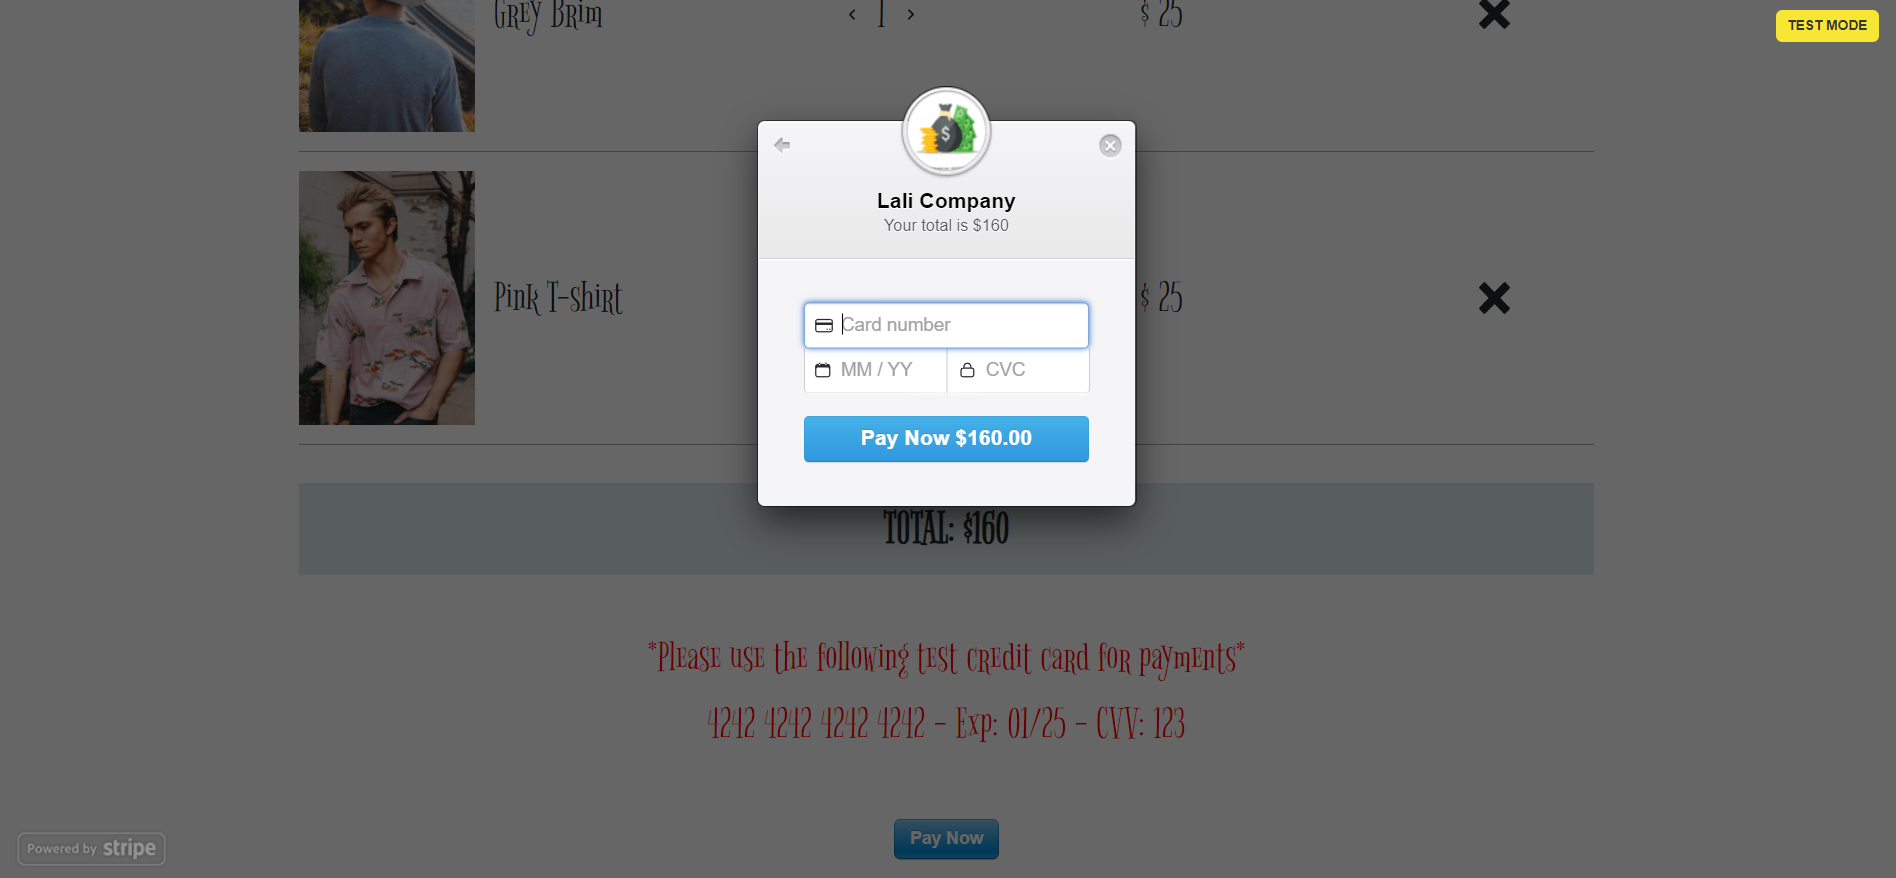 Grey Brim
1
$ 25
TEST MODE
Lali Company
Your total is $160
Pink T-shirt
$ 25
Card number
MM / YY
CVC
Pay Now $160.00
TOTAL: $160
*Please use the following test credit card for payments*
4242 4242 4242 4242 - Exp: 01/25 - CVV: 123
Pay Now
Powered by stripe